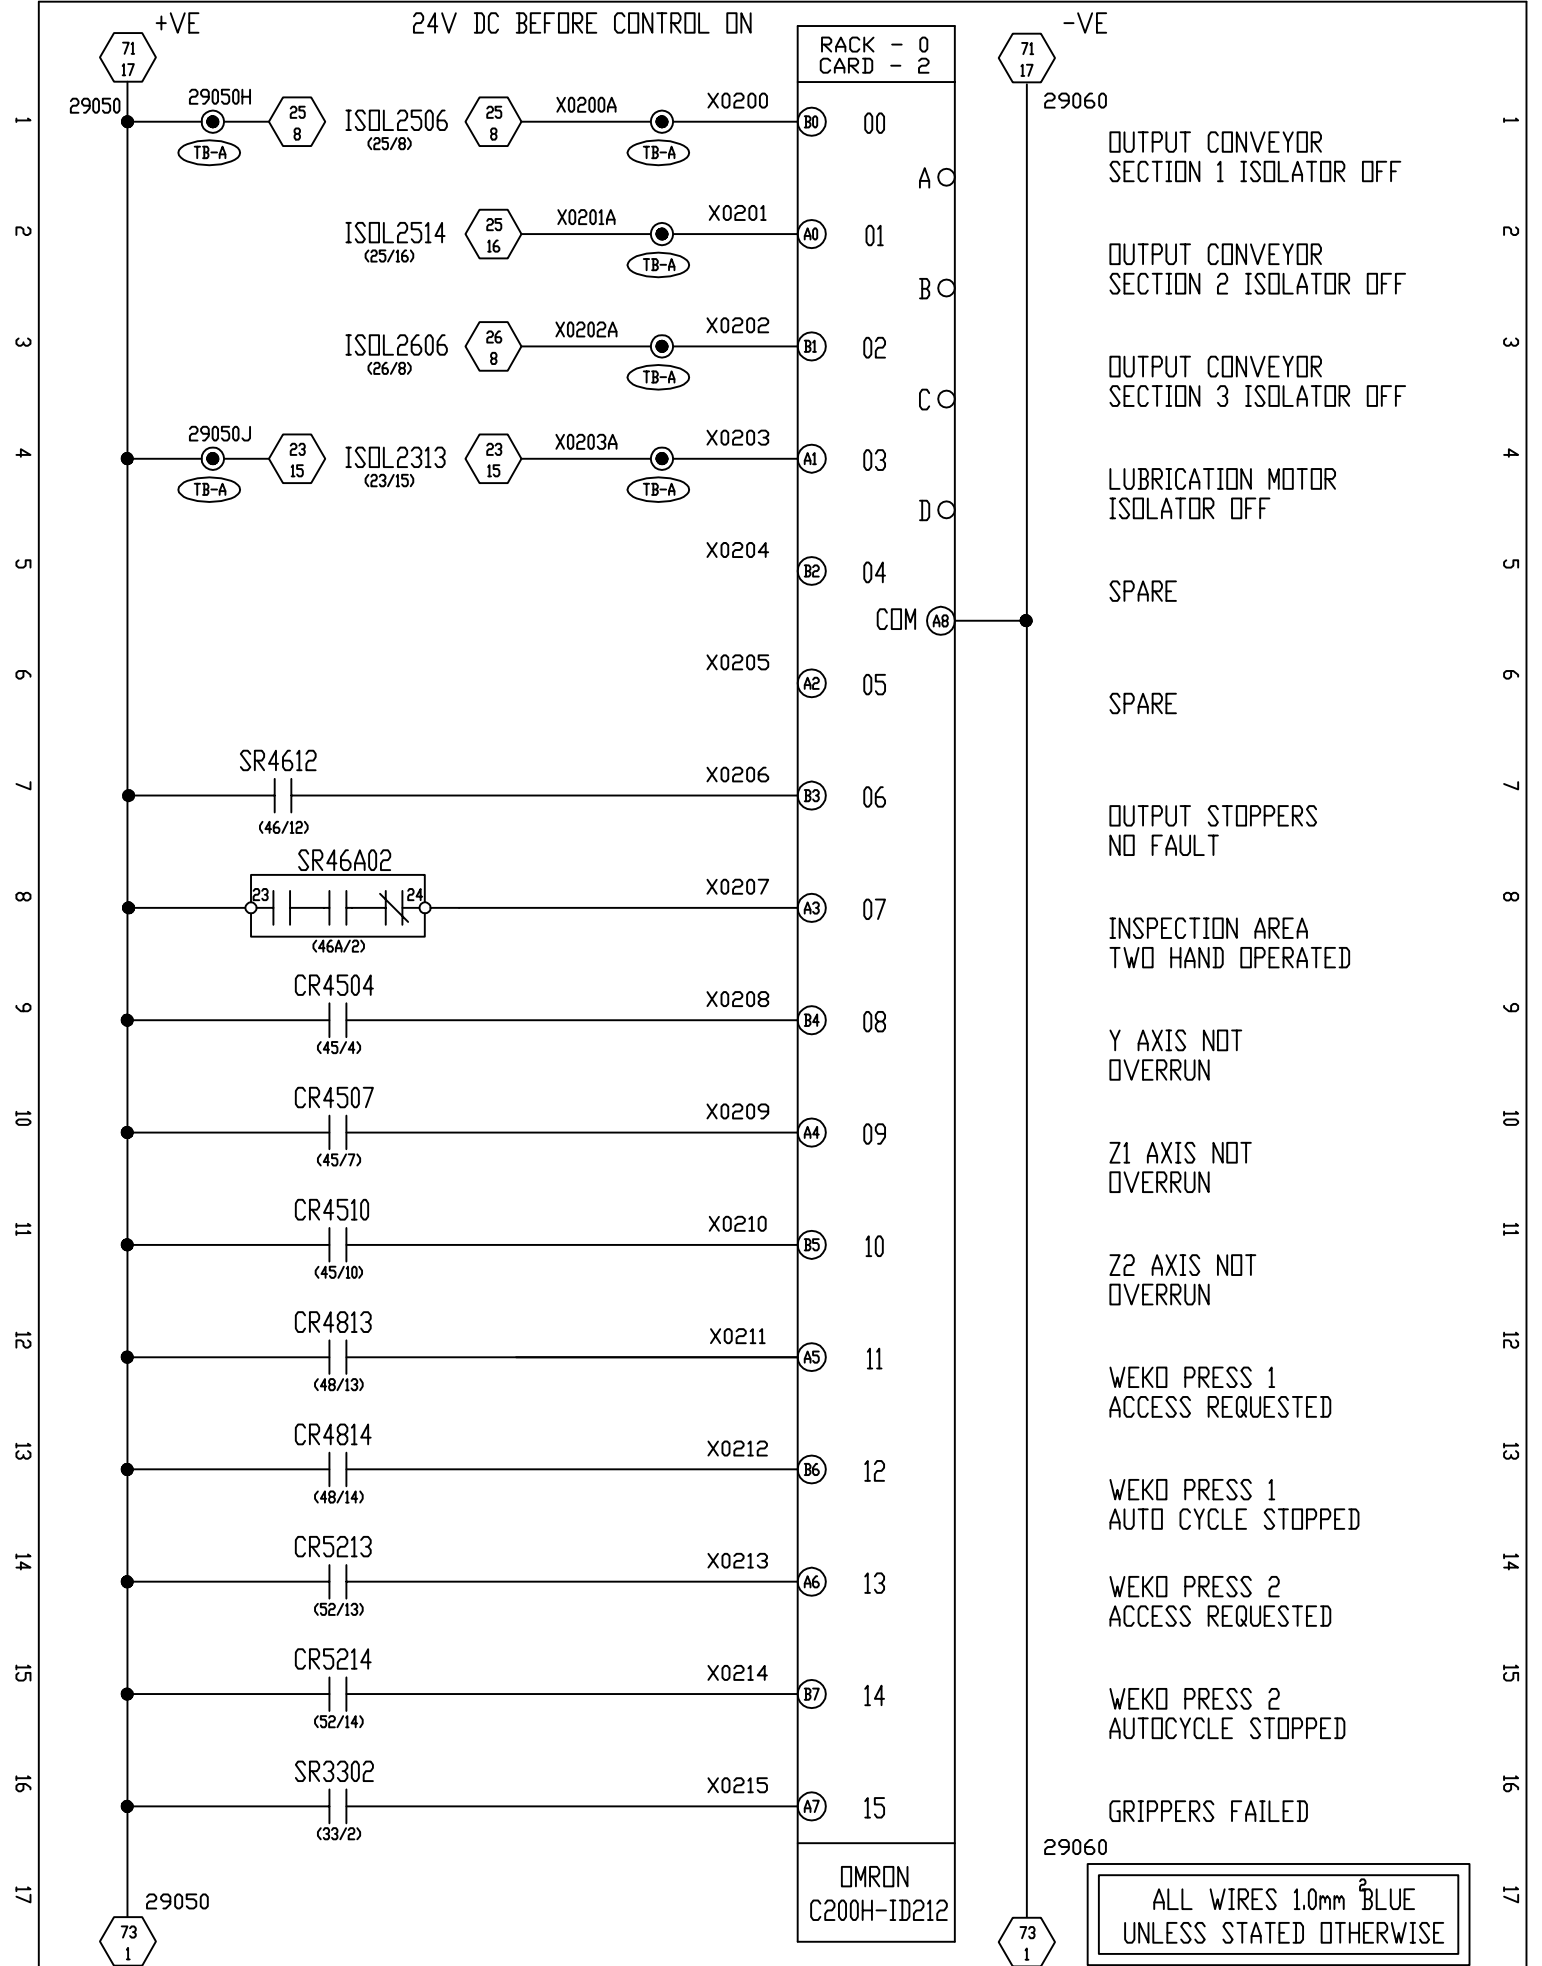 +VE
24V DC BEFORE CONTROL ON
-VE
71
17
RACK - 0
CARD - 2
71
17
29050
29050H
TB-A
25
8
ISOL2506
(25/8)
25
8
X0200A
TB-A
X0200
B0
00
29060
1
1
OUTPUT CONVEYOR
SECTION 1 ISOLATOR OFF
A
2
ISOL2514
(25/16)
25
16
X0201A
TB-A
X0201
A0
01
2
OUTPUT CONVEYOR
SECTION 2 ISOLATOR OFF
B
3
ISOL2606
(26/8)
26
8
X0202A
TB-A
X0202
B1
02
3
OUTPUT CONVEYOR
SECTION 3 ISOLATOR OFF
C
4
29050J
TB-A
23
15
ISOL2313
(23/15)
23
15
X0203A
TB-A
X0203
A1
03
4
LUBRICATION MOTOR
ISOLATOR OFF
D
5
X0204
B2
04
5
SPARE
COM
A8
6
X0205
A2
05
6
SPARE
7
SR4612
(46/12)
X0206
B3
06
7
OUTPUT STOPPERS
NO FAULT
8
SR46A02
23
24
(46A/2)
X0207
A3
07
8
INSPECTION AREA
TWO HAND OPERATED
9
CR4504
(45/4)
X0208
B4
08
9
Y AXIS NOT
OVERRUN
10
CR4507
(45/7)
X0209
A4
09
10
Z1 AXIS NOT
OVERRUN
11
CR4510
(45/10)
X0210
B5
10
11
Z2 AXIS NOT
OVERRUN
12
CR4813
(48/13)
X0211
A5
11
12
WEKO PRESS 1
ACCESS REQUESTED
13
CR4814
(48/14)
X0212
B6
12
13
WEKO PRESS 1
AUTO CYCLE STOPPED
14
CR5213
(52/13)
X0213
A6
13
14
WEKO PRESS 2
ACCESS REQUESTED
15
CR5214
(52/14)
X0214
B7
14
15
WEKO PRESS 2
AUTOCYCLE STOPPED
16
SR3302
(33/2)
X0215
A7
15
16
GRIPPERS FAILED
29060
17
29050
73
1
OMRON
C200H-ID212
73
1
17
ALL WIRES 1.0mm² BLUE
UNLESS STATED OTHERWISE